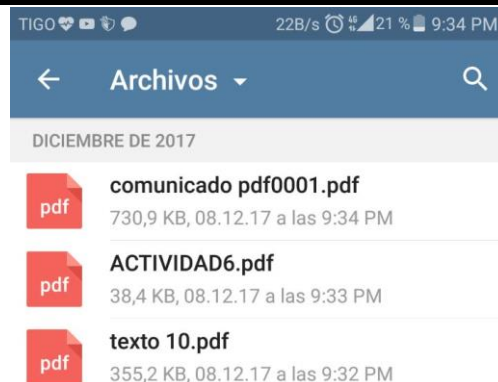 TIGO 22B/s 21 % 9:34 PM
Archivos
DICIEMBRE DE 2017
pdf comunicado pdf0001.pdf
730,9 KB, 08.12.17 a las 9:34 PM
pdf ACTIVIDAD6.pdf
38,4 KB, 08.12.17 a las 9:33 PM
pdf texto 10.pdf
355,2 KB, 08.12.17 a las 9:32 PM